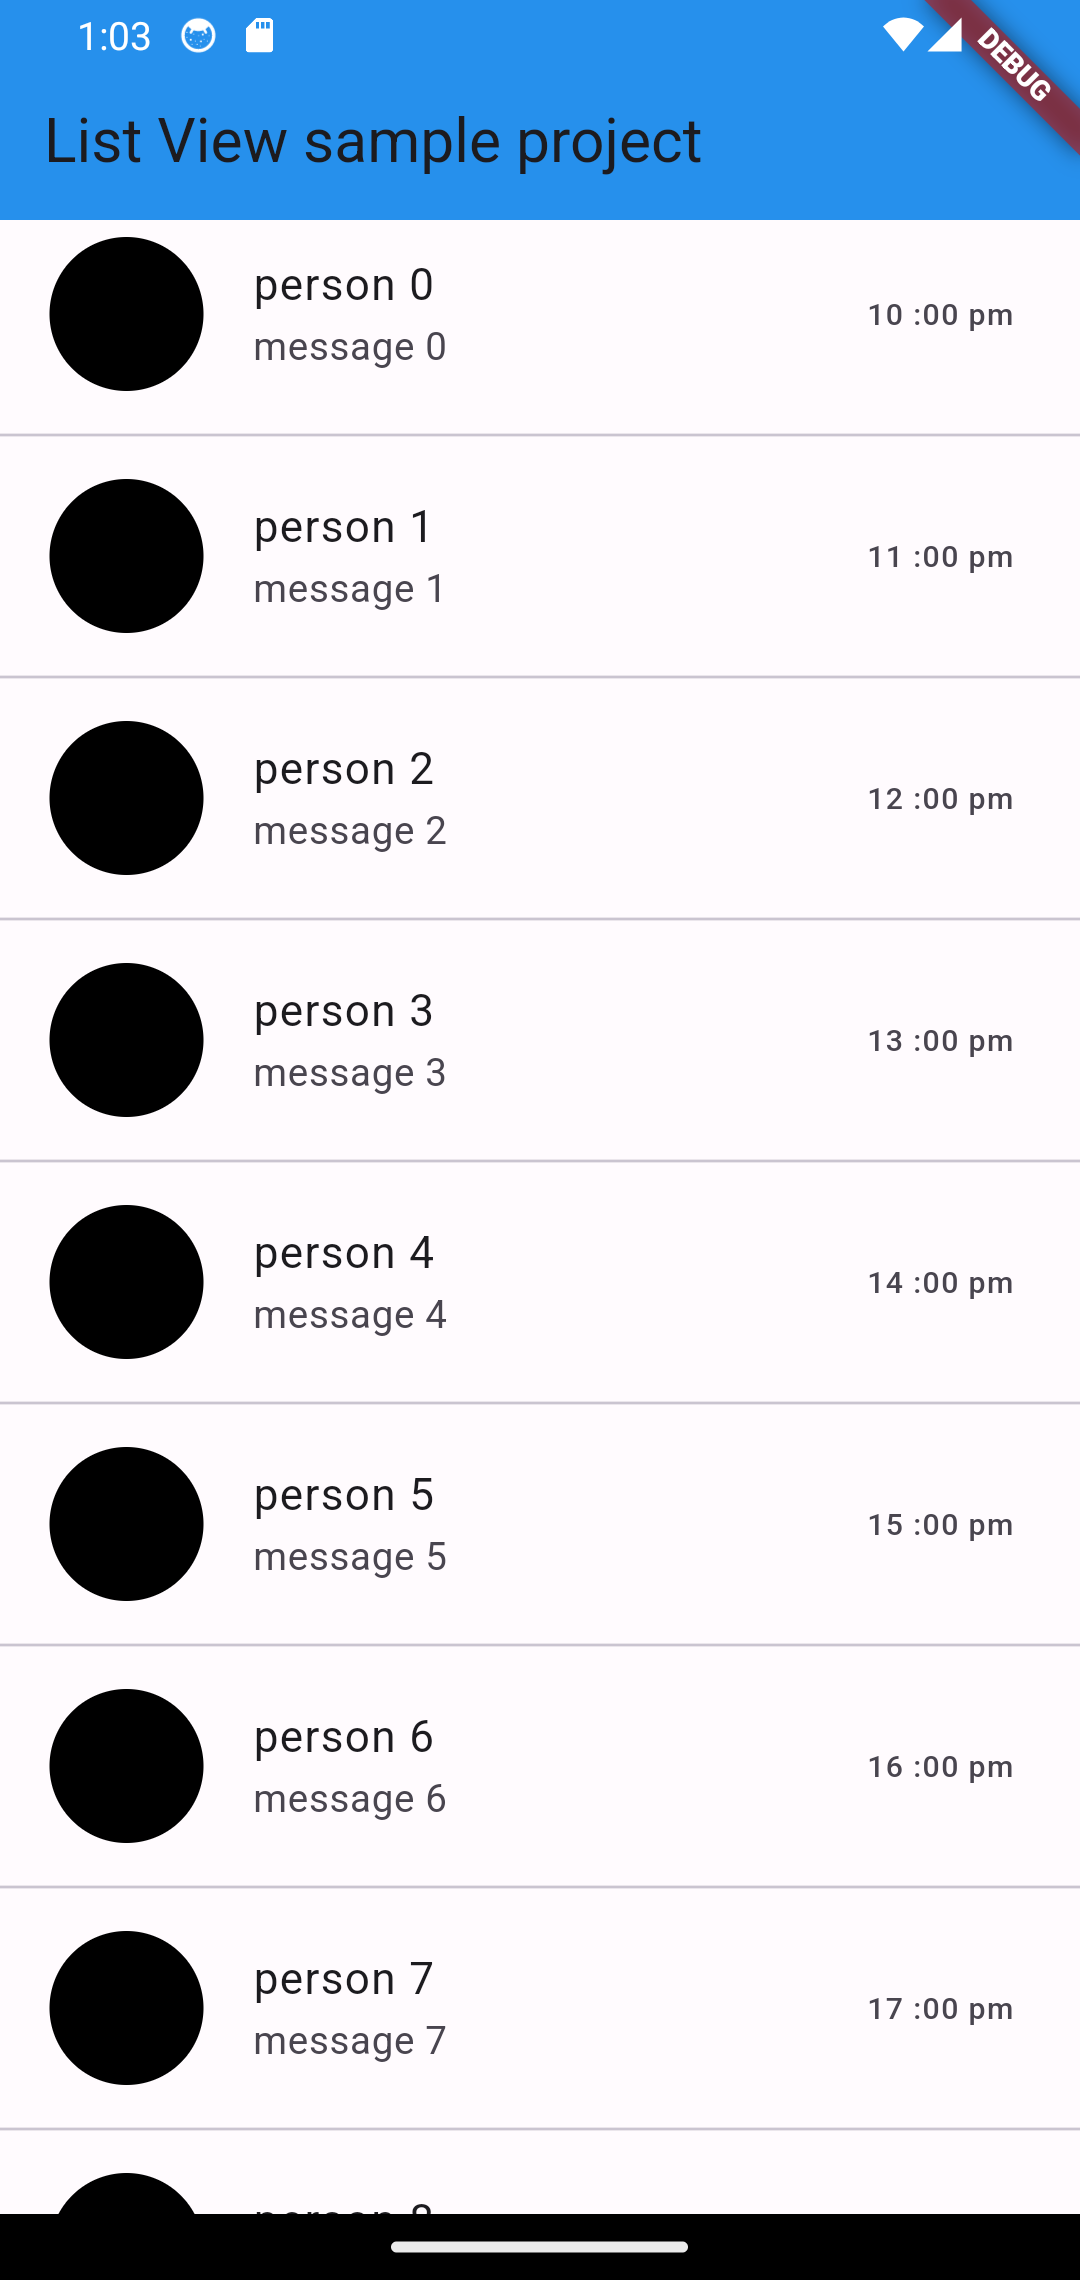 1:03
DEBUG
List View sample project
person 0
message 0
10 :00 pm
person 1
message 1
11 :00 pm
person 2
message 2
12 :00 pm
person 3
message 3
13 :00 pm
person 4
message 4
14 :00 pm
person 5
message 5
15 :00 pm
person 6
message 6
16 :00 pm
person 7
message 7
17 :00 pm
person 8